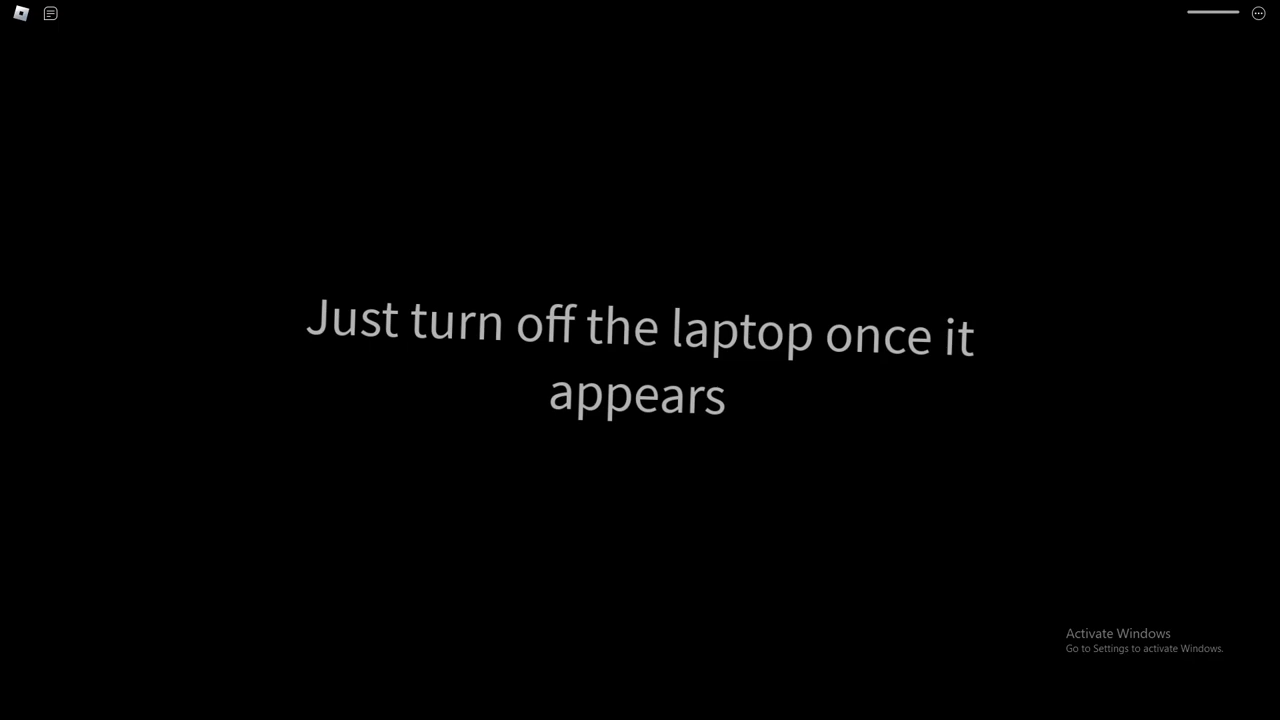 Just turn off the laptop once it
appears
Activate Windows
Go to Settings to activate Windows.